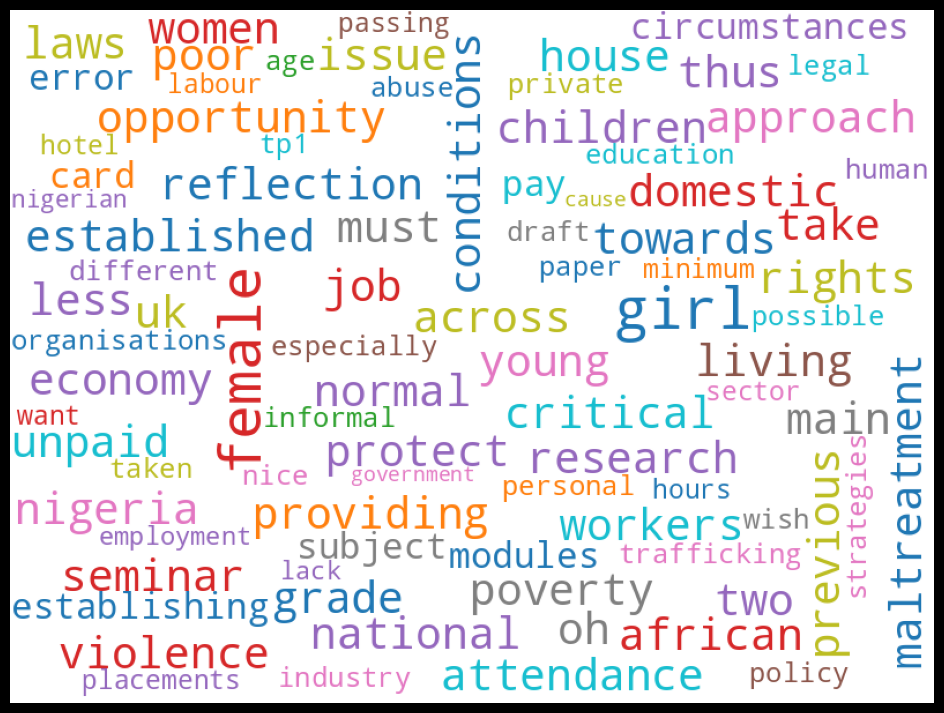 laws women passing circumstances
poor age issue house thus legal
error labour abuse private
opportunity conditions children approach
hotel tp1 education human
card reflection pay cause domestic
nigerian
established must draft towards take
different paper minimum rights
less uk female job girl possible
across
organisations especially young living
economy normal critical sector main
want informal
unpaid protect research maltreatment
taken nice government personal hours previous strategies
nigeria providing workers wish
employment subject modules trafficking
seminar lack poverty two
establishing grade
violence national oh african
placements industry attendance policy